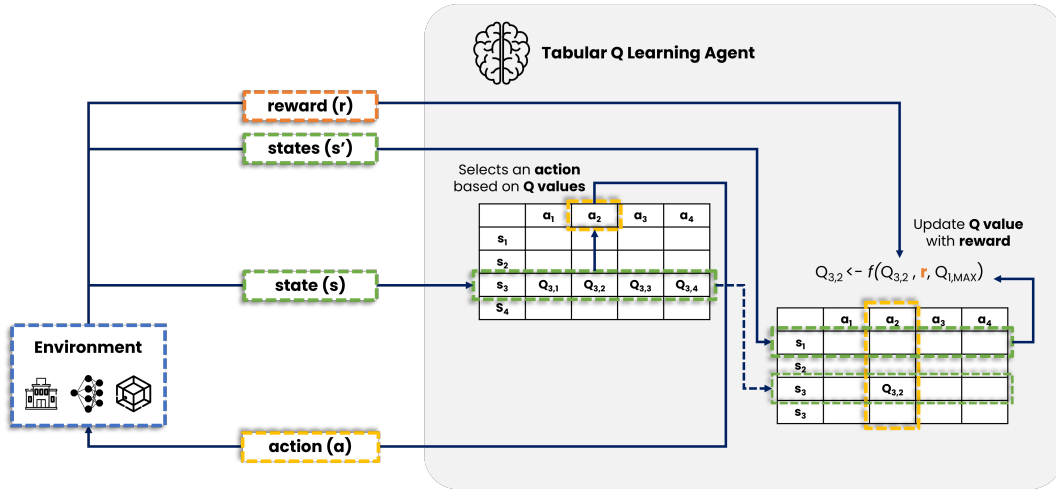 Tabular Q Learning Agent
reward (r)
states (s’)
Selects an action
based on Q values
a1 a2 a3 a4
s1
s2
s3 Q3,1 Q3,2 Q3,3 Q3,4
s4
state (s)
Update Q value
with reward
Q3,2 <- f(Q3,2 , r, Q1,MAX)
a1 a2 a3 a4
s1
s2
s3 Q3,2
s3
Environment
action (a)